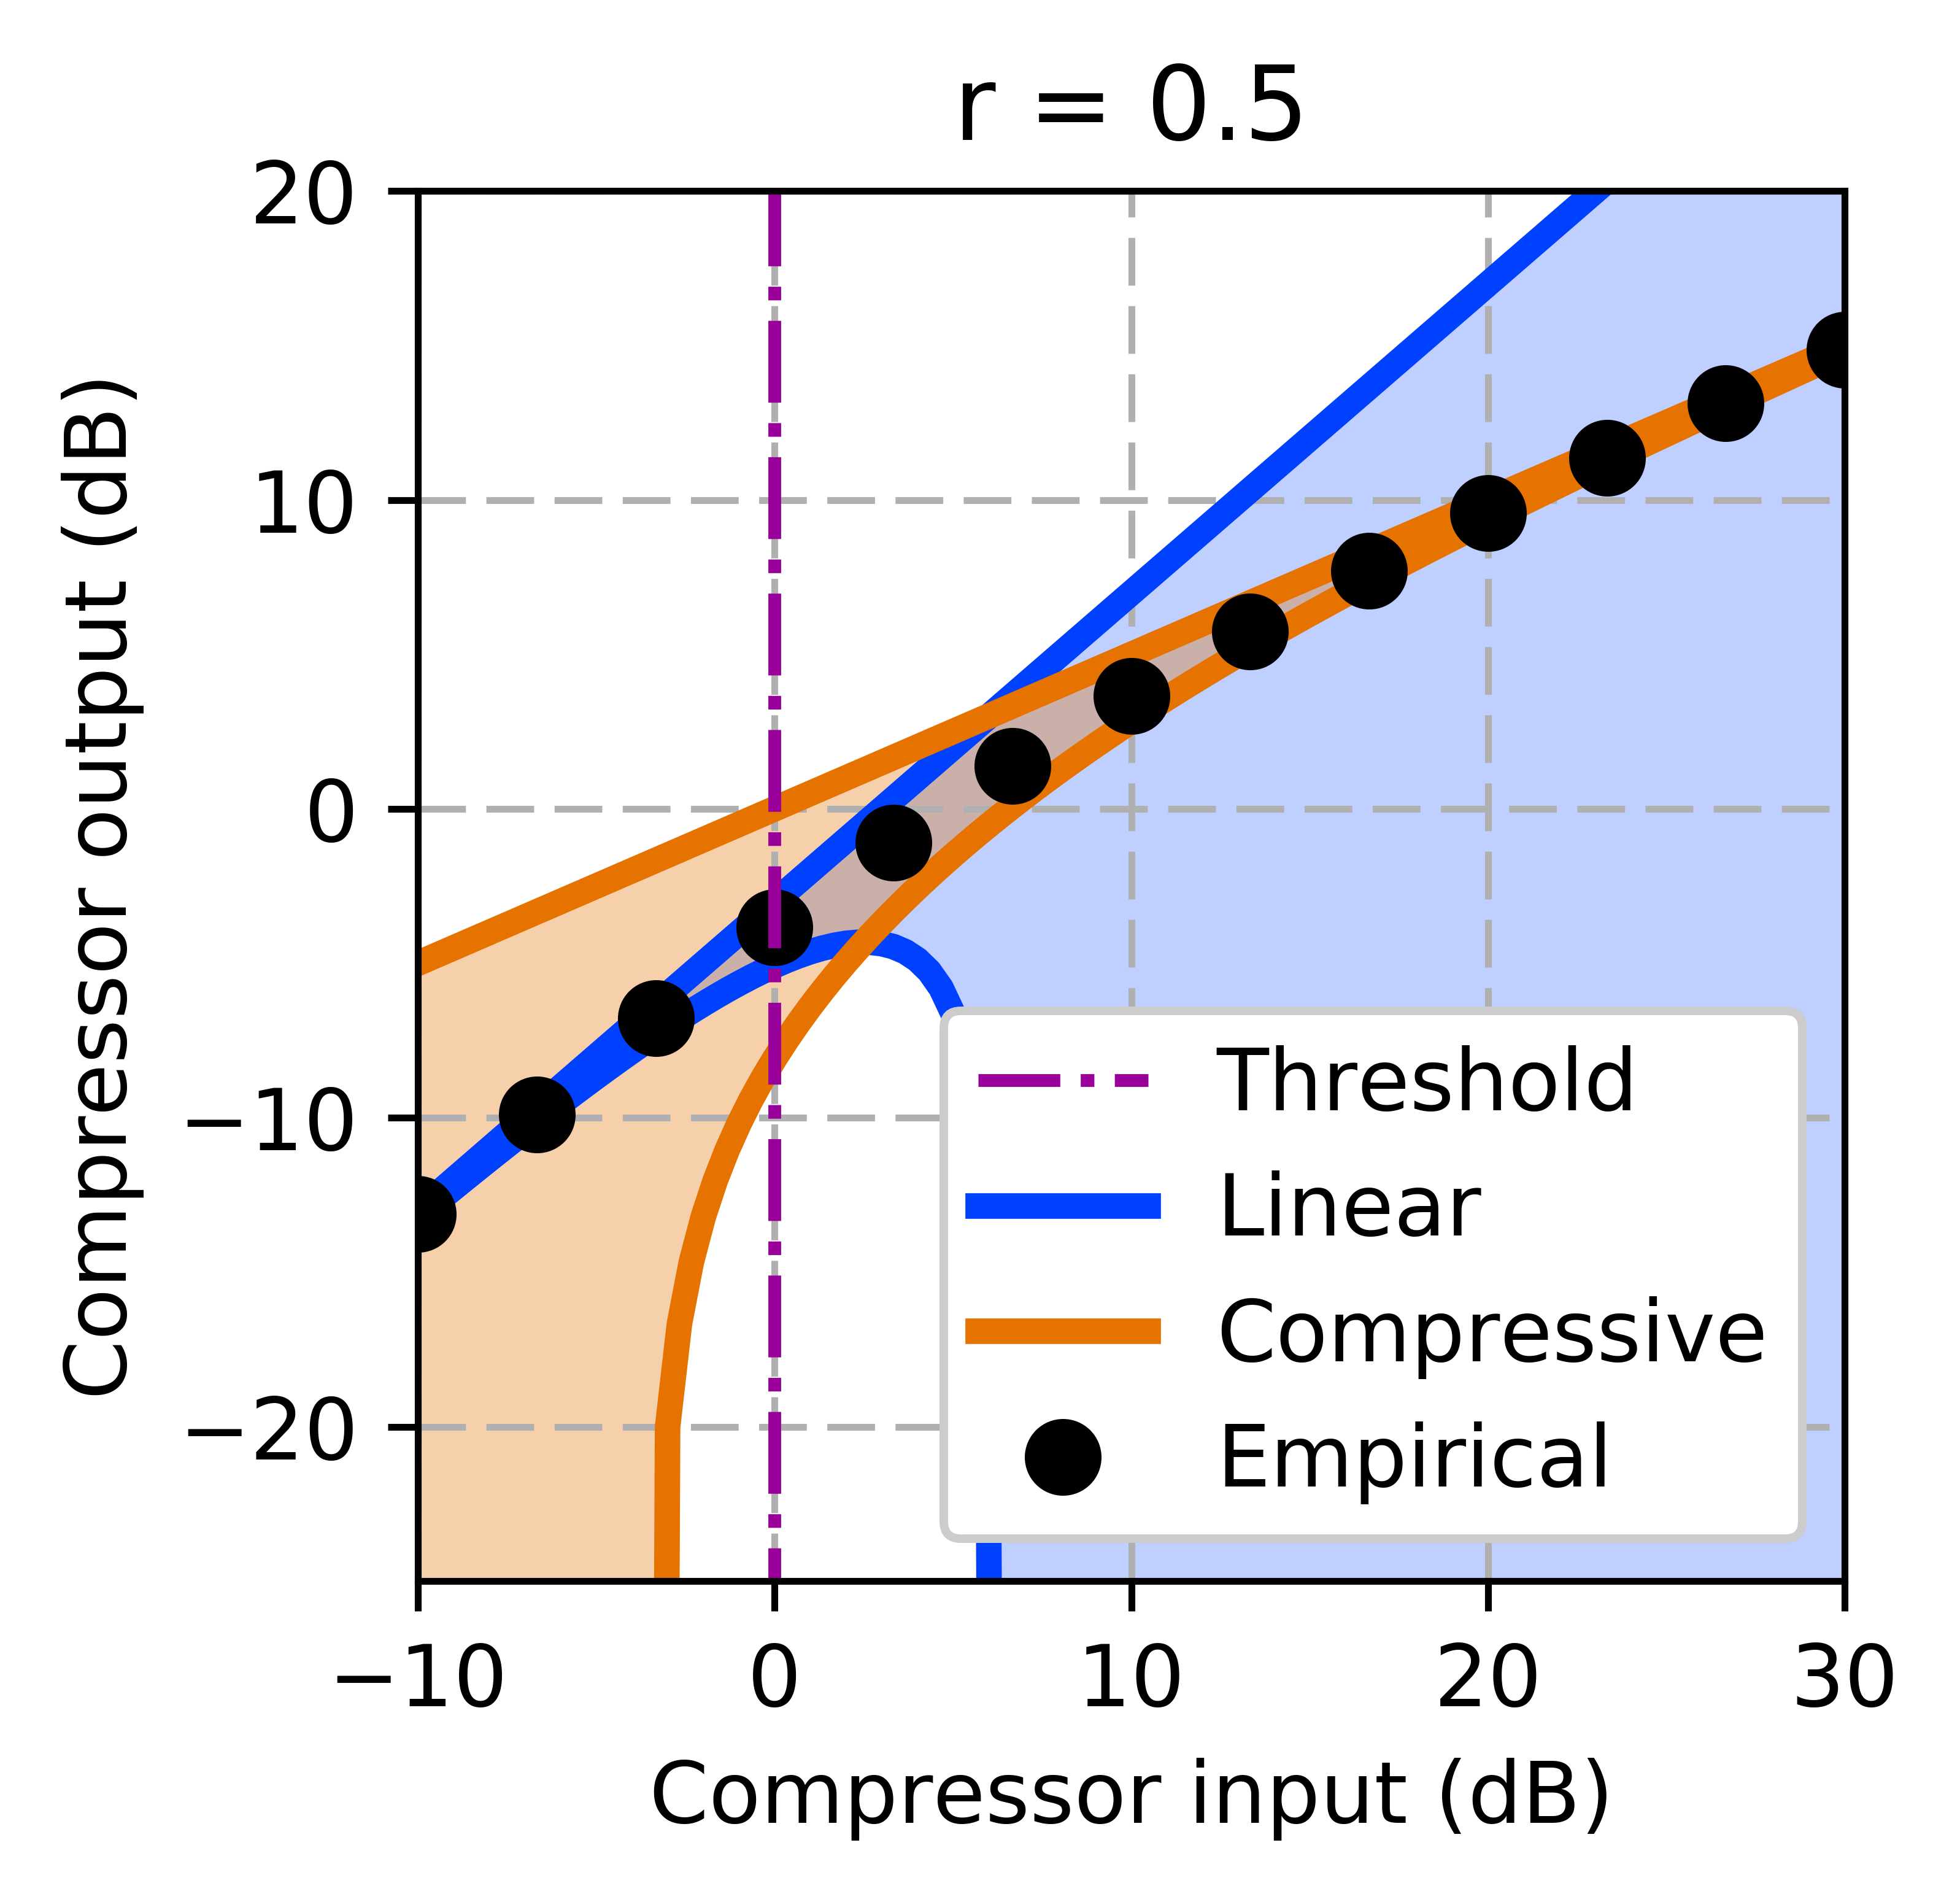 r = 0.5
20
10
0
−10
−20
Compressor output (dB)
Threshold
Linear
Compressive
Empirical
−10 0 10 20 30
Compressor input (dB)